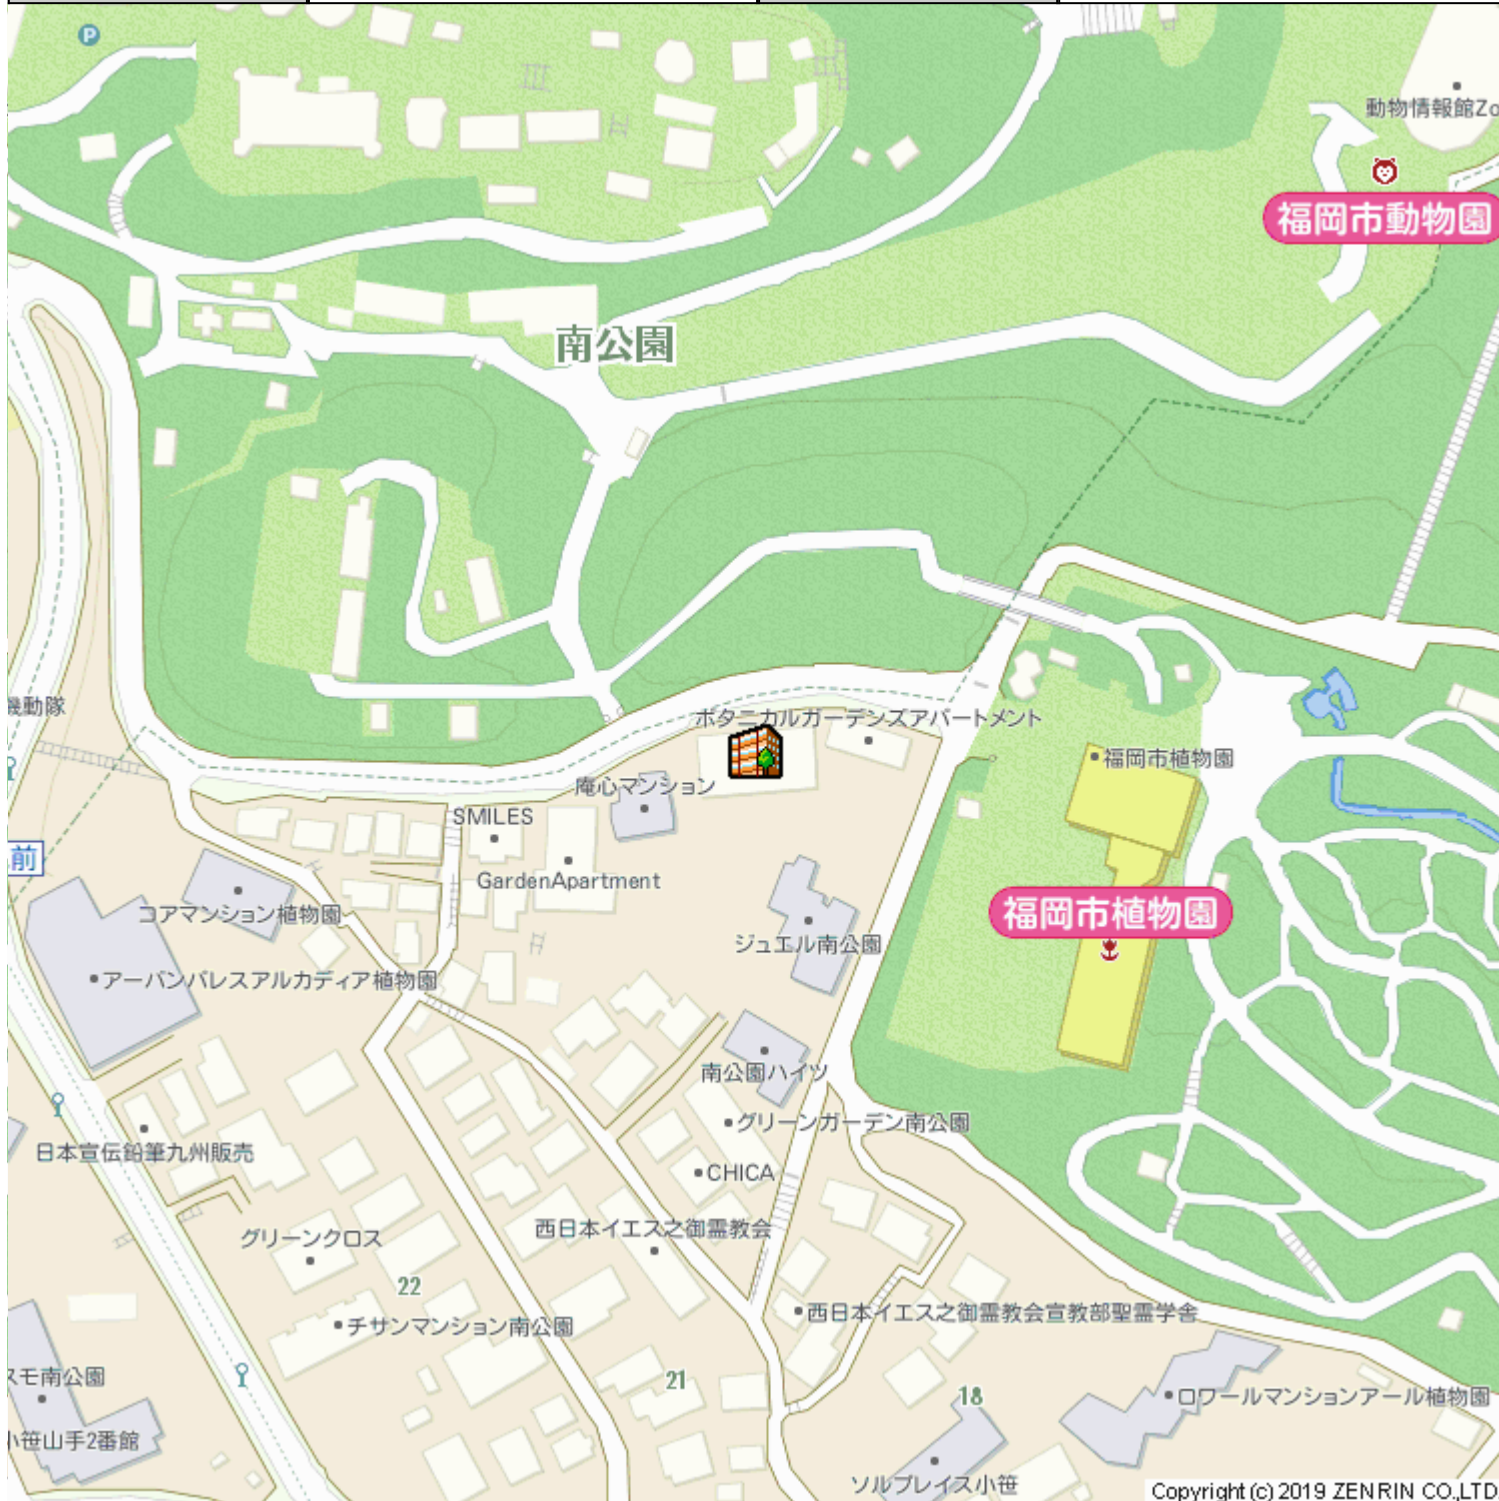 P
動物情報館Zo
福岡市動物園
南公園
機動隊
ボタニカルガーデンズアパートメント
福岡市植物園
庵心マンション
SMILES
前
GardenApartment
コアマンション植物園
福岡市植物園
ジュエル南公園
アーバンパレスアルカディア植物園
南公園ハイツ
グリーンガーデン南公園
日本宣伝鉛筆九州販売
CHICA
西日本イエス之御霊教会
グリーンクロス
22
西日本イエス之御霊教会宣教部聖霊学舎
チサンマンション南公園
スモ南公園
21
18
ロワールマンションアール植物園
小笹山手2番館
ソルプレイス小笹
Copyright (c) 2019 ZENRIN CO.,LTD